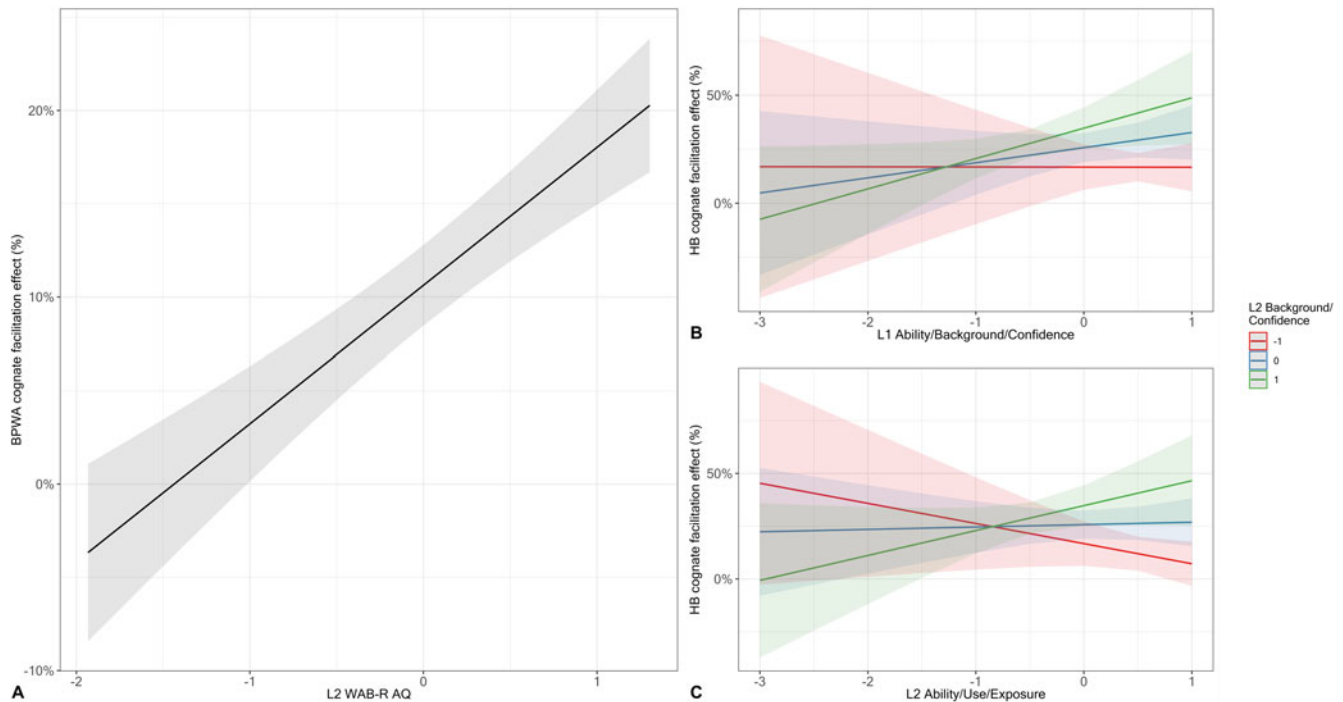 20%
10%
0%
-10%
BPWA cognate facilitation effect (%)
-2
-1
0
1
A
L2 WAB-R AQ
50%
0%
HB cognate facilitation effect (%)
-3
-2
-1
0
1
B
L1 Ability/Background/Confidence
50%
0%
HB cognate facilitation effect (%)
-3
-2
-1
0
1
C
L2 Ability/Use/Exposure
L2 Background/
Confidence
-1
0
1